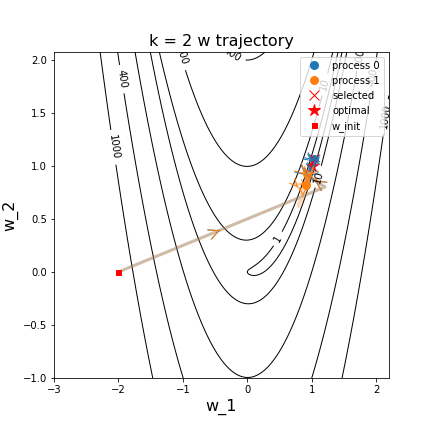 k = 2 w trajectory
process 0
process 1
selected
optimal
w_init
400
1000
10
1
w_2
2.0
1.5
1.0
0.5
0.0
−0.5
−1.0
−3
−2
−1
0
1
2
w_1